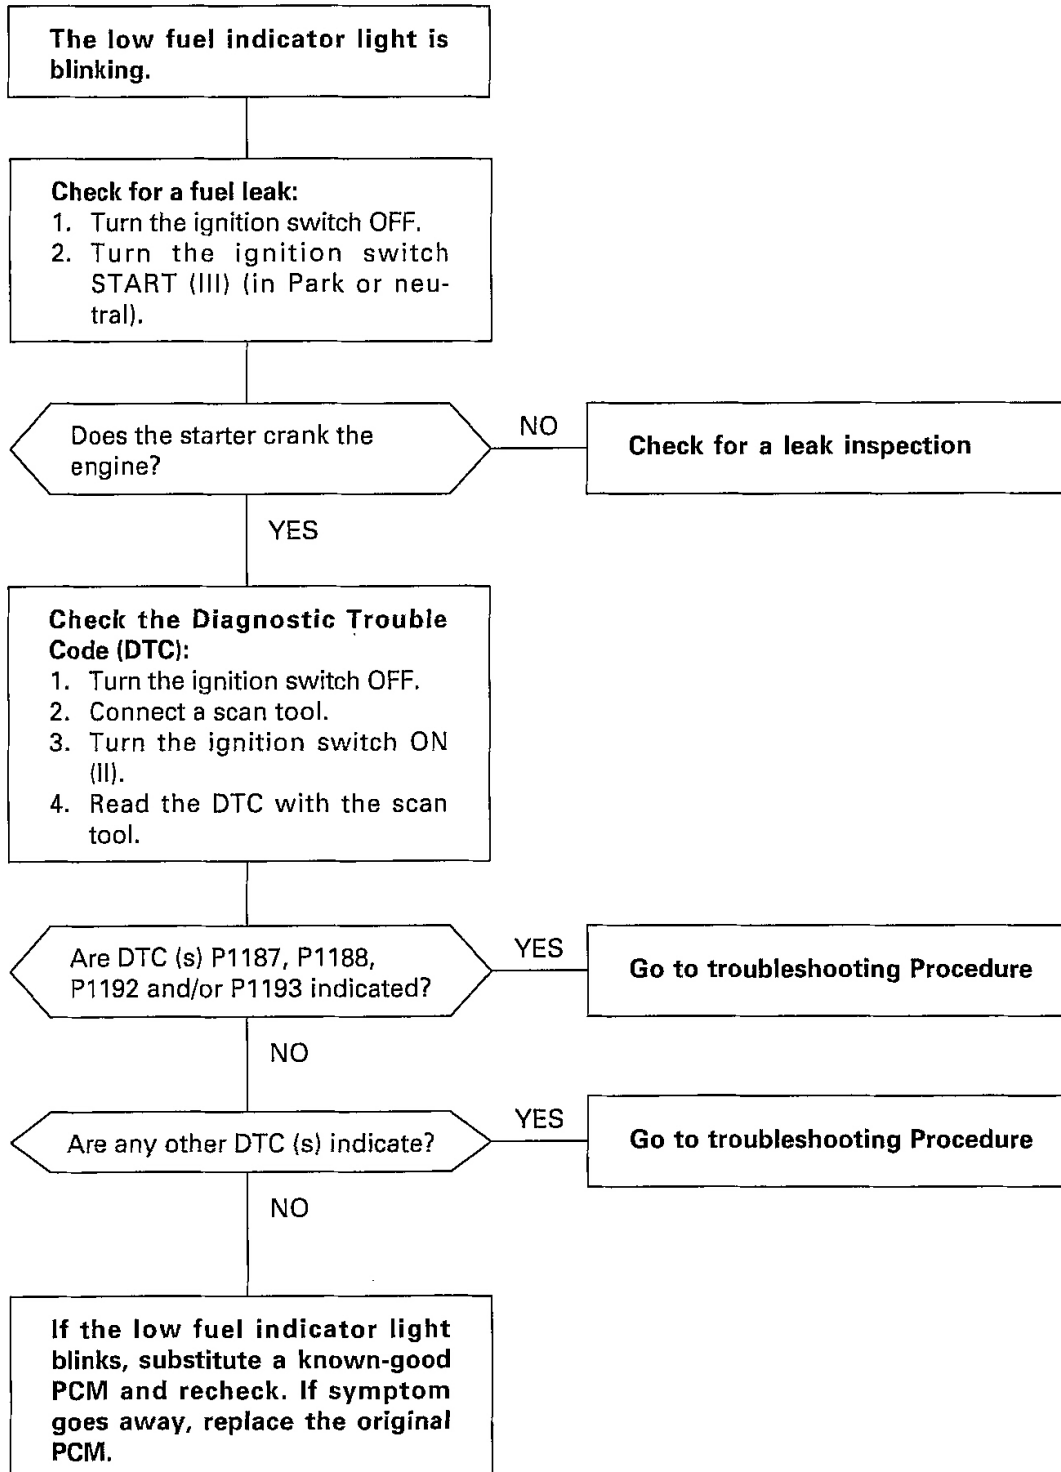 The low fuel indicator light is
blinking.
Check for a fuel leak:
1. Turn the ignition switch OFF.
2. Turn the ignition switch
START (III) (in Park or neu-
tral).
Does the starter crank the
engine?
NO
Check for a leak inspection
YES
Check the Diagnostic Trouble
Code (DTC):
1. Turn the ignition switch OFF.
2. Connect a scan tool.
3. Turn the ignition switch ON
(II).
4. Read the DTC with the scan
tool.
Are DTC (s) P1187, P1188,
P1192 and/or P1193 indicated?
YES
Go to troubleshooting Procedure
NO
Are any other DTC (s) indicate?
YES
Go to troubleshooting Procedure
NO
If the low fuel indicator light
blinks, substitute a known-good
PCM and recheck. If symptom
goes away, replace the original
PCM.